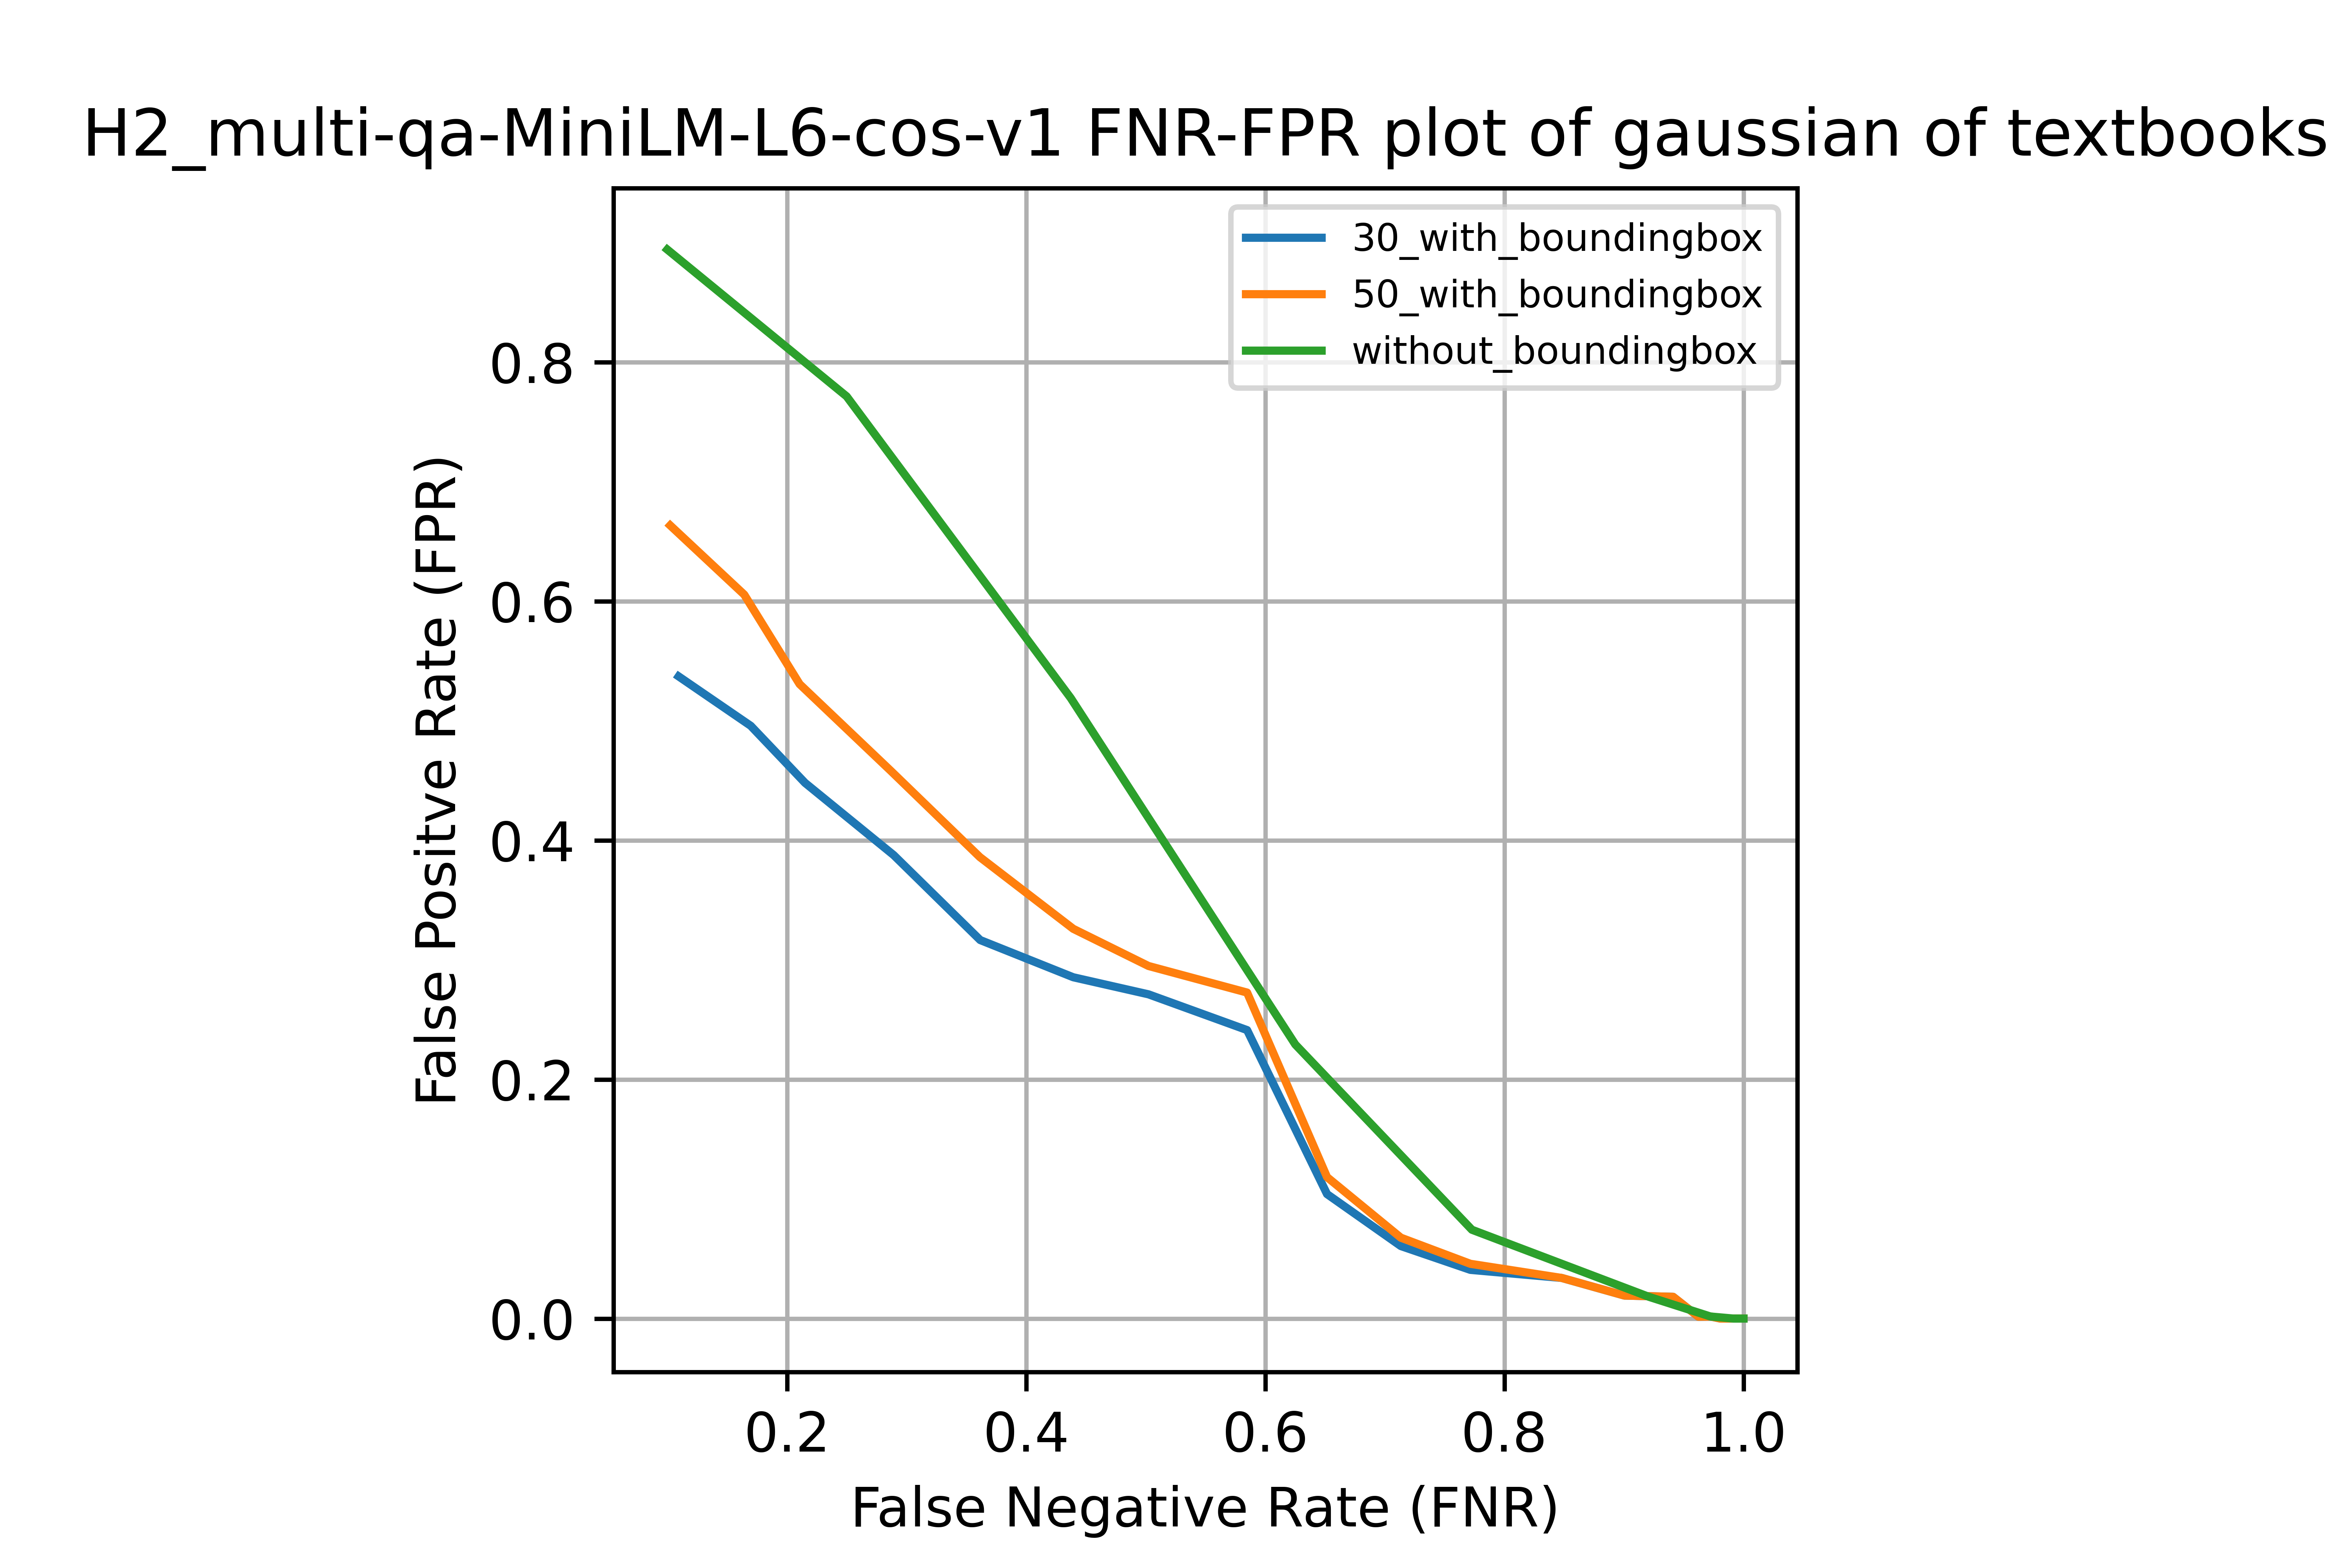 H2_multi-qa-MiniLM-L6-cos-v1 FNR-FPR plot of gaussian of textbooks
30_with_boundingbox
50_with_boundingbox
without_boundingbox
False Positve Rate (FPR)
0.8
0.6
0.4
0.2
0.0
0.2 0.4 0.6 0.8 1.0
False Negative Rate (FNR)